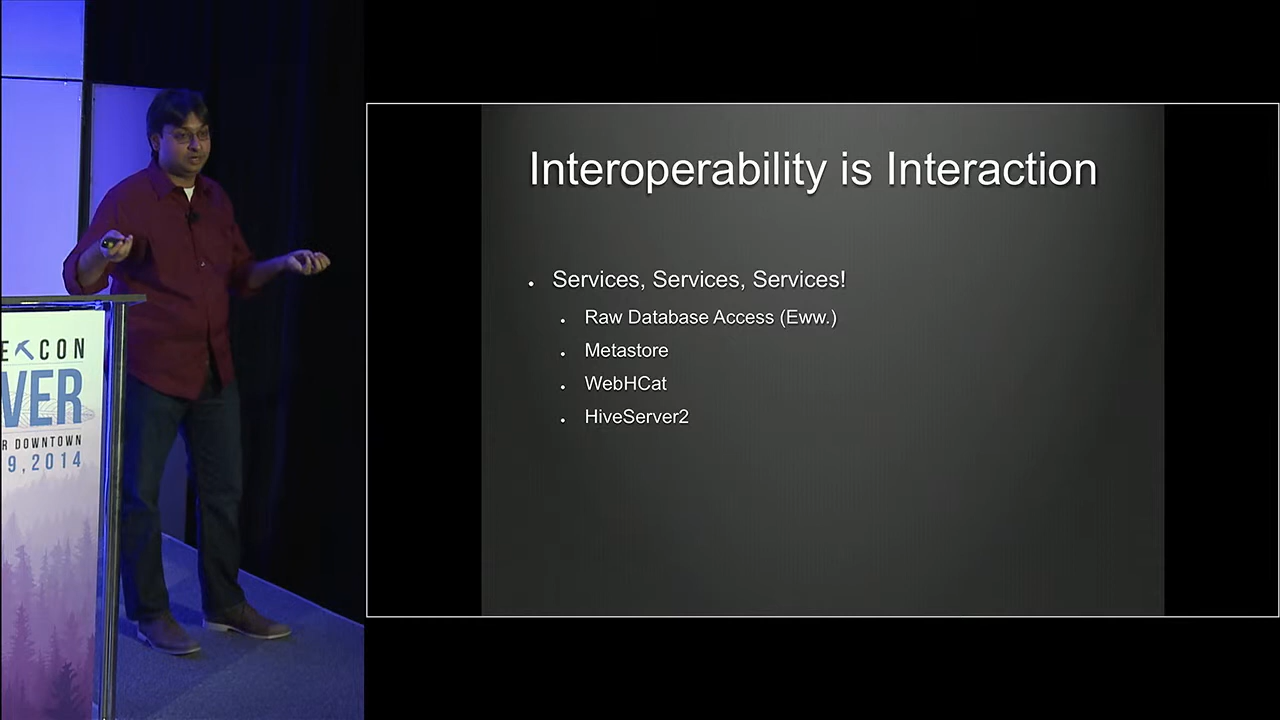 E CON
VER
R DOWNTOWN
9, 2014
Interoperability is Interaction
Services, Services, Services!
Raw Database Access (Eww.)
Metastore
WebHCat
HiveServer2